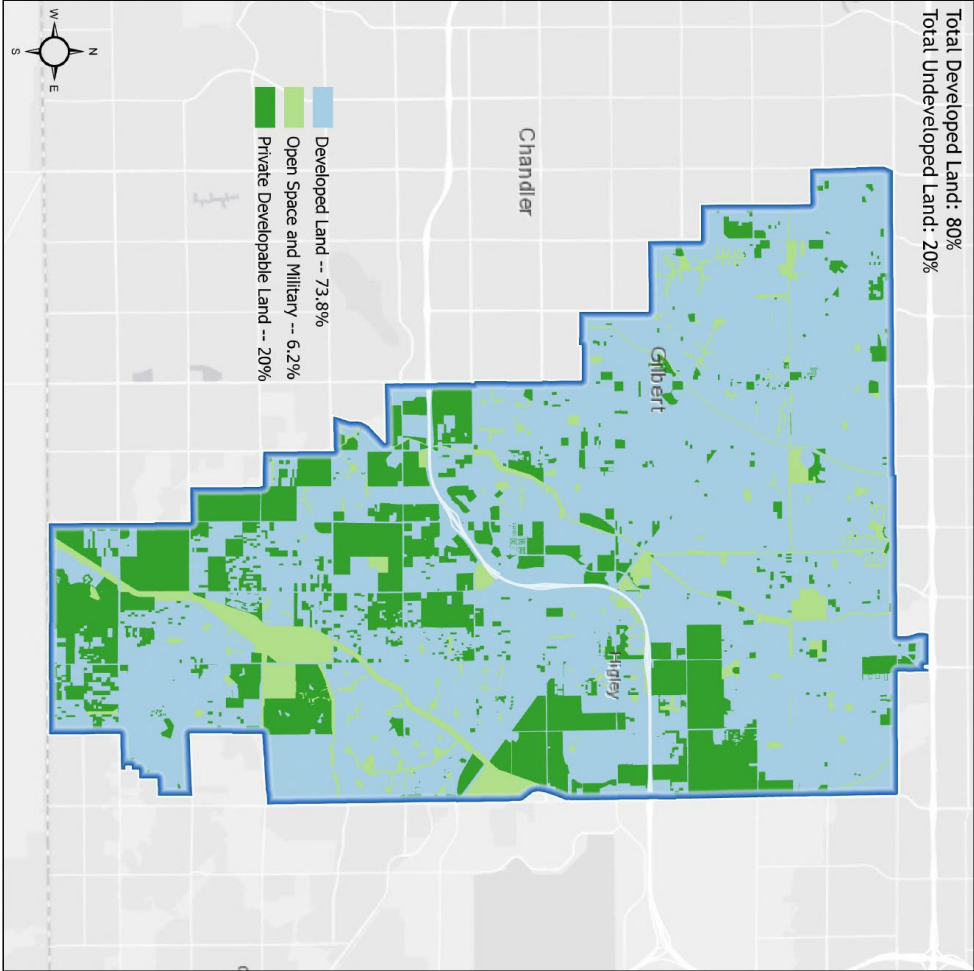 Total Developed Land: 80%
Total Undeveloped Land: 20%
Chandler
Gilbert
Higley
Developed Land -- 73.8%
Open Space and Military -- 6.2%
Private Developable Land -- 20%
N
W
E
S